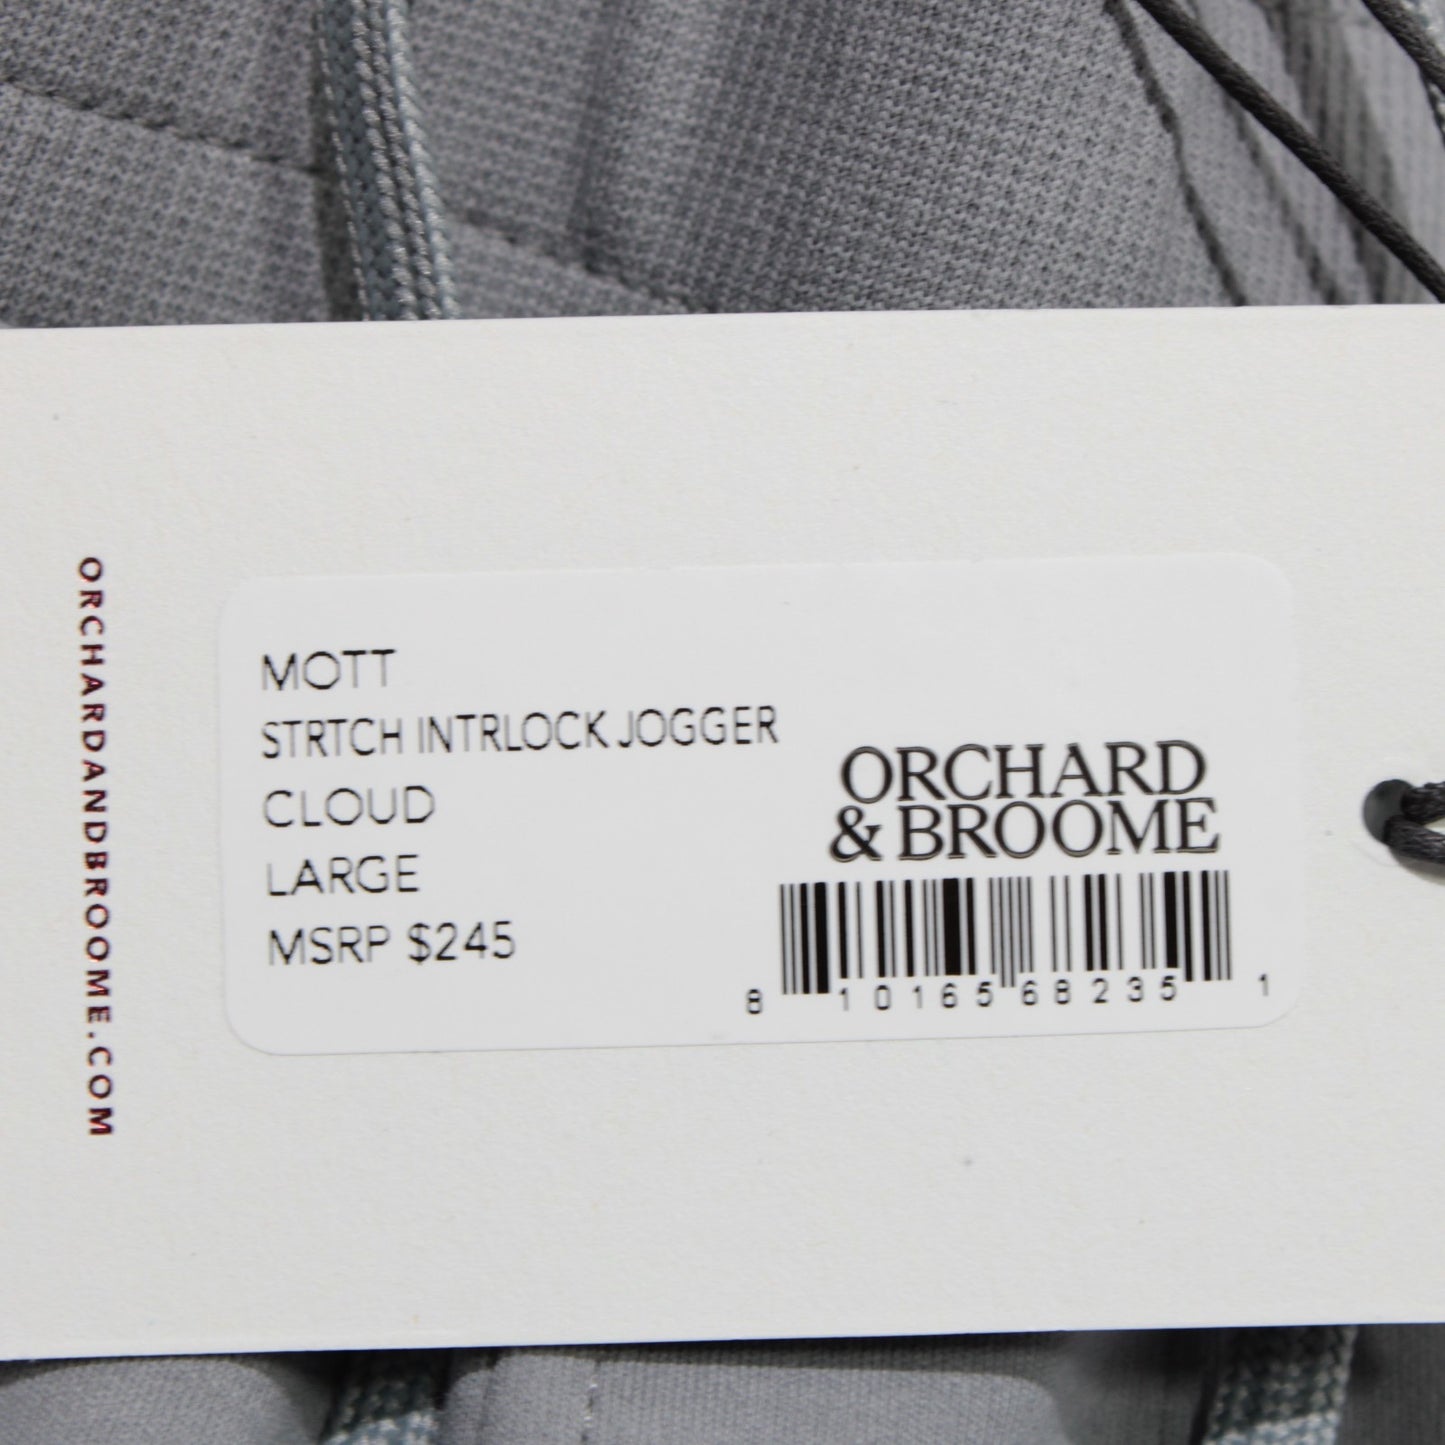 ORCHARDANDBROOME.COM
MOTT
STRTCH INTRLOCK JOGGER
CLOUD
LARGE
MSRP $245
ORCHARD
& BROOME
8 10165 68235 1